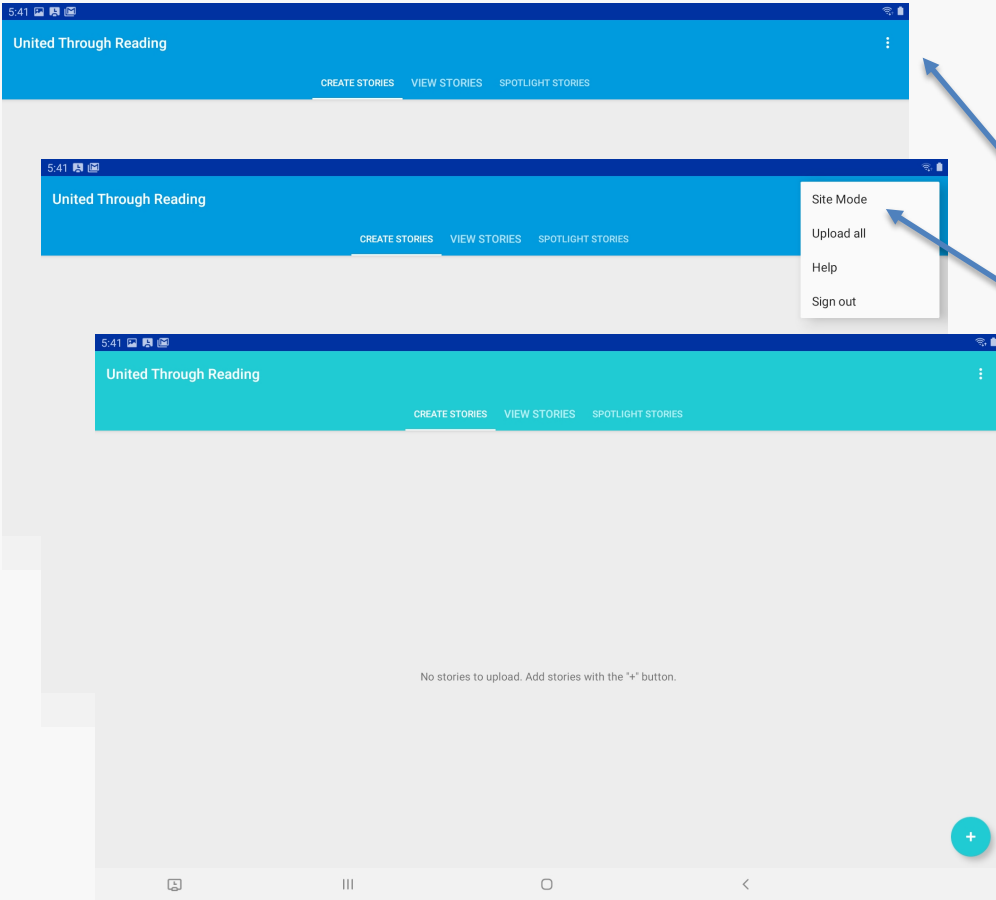 5:41
United Through Reading
CREATE STORIES VIEW STORIES SPOTLIGHT STORIES
5:41
United Through Reading
CREATE STORIES VIEW STORIES SPOTLIGHT STORIES
Site Mode
Upload all
Help
Sign out
5:41
United Through Reading
CREATE STORIES VIEW STORIES SPOTLIGHT STORIES
No stories to upload. Add stories with the "+" button.
+